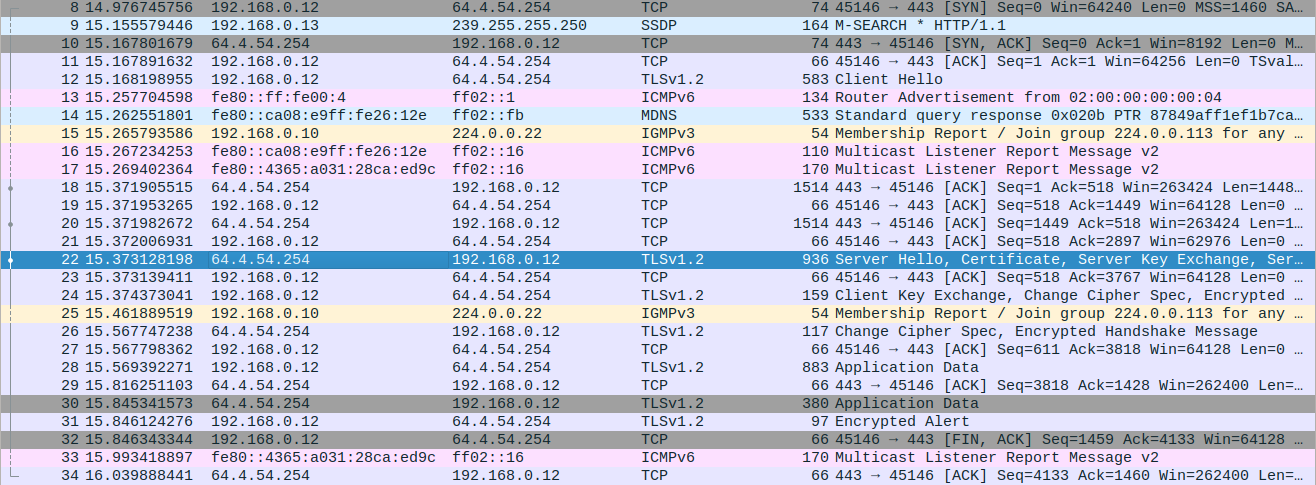 8 14.976745756 192.168.0.12 64.4.54.254 TCP 74 45146 → 443 [SYN] Seq=0 Win=64240 Len=0 MSS=1460 SA…
9 15.155579446 192.168.0.13 239.255.255.250 SSDP 164 M-SEARCH * HTTP/1.1
10 15.167801679 64.4.54.254 192.168.0.12 TCP 74 443 → 45146 [SYN, ACK] Seq=0 Ack=1 Win=8192 Len=0 M…
11 15.167891632 192.168.0.12 64.4.54.254 TCP 66 45146 → 443 [ACK] Seq=1 Ack=1 Win=64256 Len=0 TSval…
12 15.168198955 192.168.0.12 64.4.54.254 TLSv1.2 583 Client Hello
13 15.257704598 fe80::ff:fe00:4 ff02::1 ICMPv6 134 Router Advertisement from 02:00:00:00:00:04
14 15.262551801 fe80::ca08:e9ff:fe26:12e ff02::fb MDNS 533 Standard query response 0x020b PTR 87849aff1ef1b7ca…
15 15.265793586 192.168.0.10 224.0.0.22 IGMPv3 54 Membership Report / Join group 224.0.0.113 for any …
16 15.267234253 fe80::ca08:e9ff:fe26:12e ff02::16 ICMPv6 110 Multicast Listener Report Message v2
17 15.269402364 fe80::4365:a031:28ca:ed9c ff02::16 ICMPv6 170 Multicast Listener Report Message v2
18 15.371905515 64.4.54.254 192.168.0.12 TCP 1514 443 → 45146 [ACK] Seq=1 Ack=518 Win=263424 Len=1448…
19 15.371953265 192.168.0.12 64.4.54.254 TCP 66 45146 → 443 [ACK] Seq=518 Ack=1449 Win=64128 Len=0 …
20 15.371982672 64.4.54.254 192.168.0.12 TCP 1514 443 → 45146 [ACK] Seq=1449 Ack=518 Win=263424 Len=1…
21 15.372006931 192.168.0.12 64.4.54.254 TCP 66 45146 → 443 [ACK] Seq=518 Ack=2897 Win=62976 Len=0 …
22 15.373128198 64.4.54.254 192.168.0.12 TLSv1.2 936 Server Hello, Certificate, Server Key Exchange, Ser…
23 15.373139411 192.168.0.12 64.4.54.254 TCP 66 45146 → 443 [ACK] Seq=518 Ack=3767 Win=64128 Len=0 …
24 15.374373041 192.168.0.12 64.4.54.254 TLSv1.2 159 Client Key Exchange, Change Cipher Spec, Encrypted …
25 15.461889519 192.168.0.10 224.0.0.22 IGMPv3 54 Membership Report / Join group 224.0.0.113 for any …
26 15.567747238 64.4.54.254 192.168.0.12 TLSv1.2 117 Change Cipher Spec, Encrypted Handshake Message
27 15.567798362 192.168.0.12 64.4.54.254 TCP 66 45146 → 443 [ACK] Seq=611 Ack=3818 Win=64128 Len=0 …
28 15.569392271 192.168.0.12 64.4.54.254 TLSv1.2 883 Application Data
29 15.816251103 64.4.54.254 192.168.0.12 TCP 66 443 → 45146 [ACK] Seq=3818 Ack=1428 Win=262400 Len=…
30 15.845341573 64.4.54.254 192.168.0.12 TLSv1.2 380 Application Data
31 15.846124276 192.168.0.12 64.4.54.254 TLSv1.2 97 Encrypted Alert
32 15.846343344 192.168.0.12 64.4.54.254 TCP 66 45146 → 443 [FIN, ACK] Seq=1459 Ack=4133 Win=64128 …
33 15.993418897 fe80::4365:a031:28ca:ed9c ff02::16 ICMPv6 170 Multicast Listener Report Message v2
34 16.039888441 64.4.54.254 192.168.0.12 TCP 66 443 → 45146 [ACK] Seq=4133 Ack=1460 Win=262400 Len=…